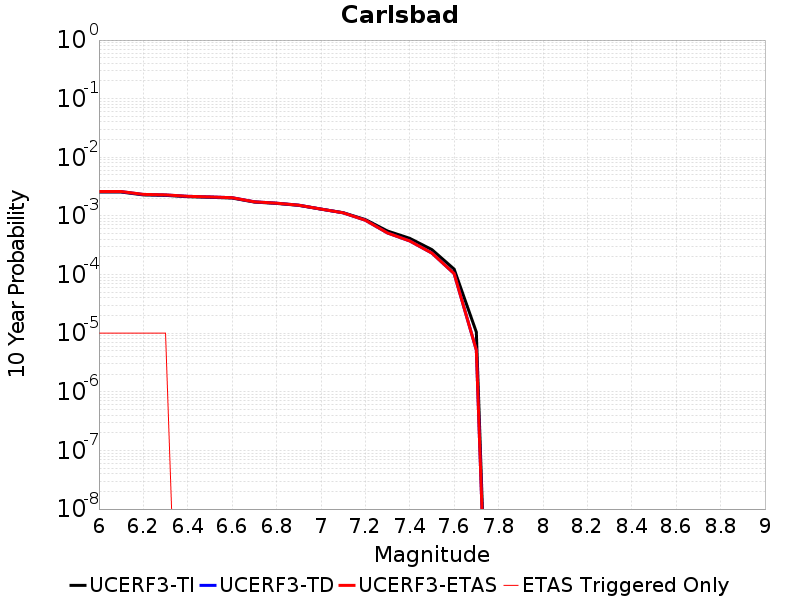 Carlsbad
10 Year Probability
10^0
10^-1
10^-2
10^-3
10^-4
10^-5
10^-6
10^-7
10^-8
6 6.2 6.4 6.6 6.8 7 7.2 7.4 7.6 7.8 8 8.2 8.4 8.6 8.8 9
Magnitude
UCERF3-TI UCERF3-TD UCERF3-ETAS ETAS Triggered Only